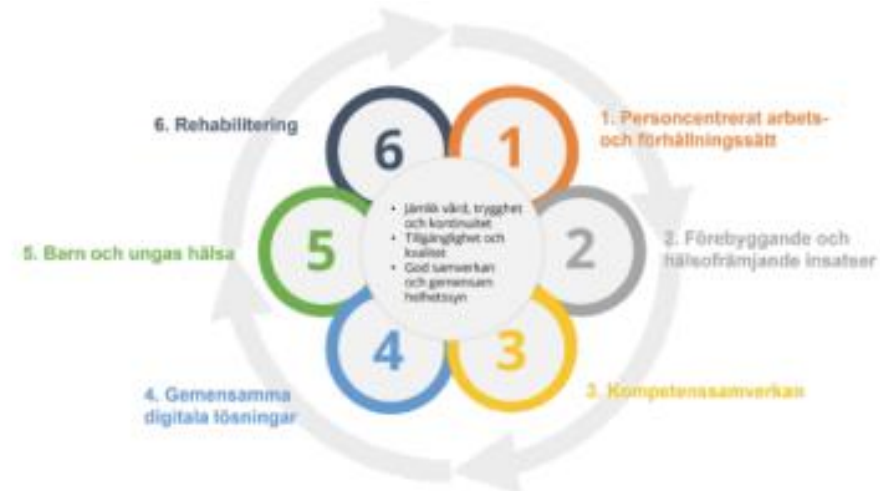 6. Rehabilitering
6
1
1. Personcentrerat arbets-
och förhållningssätt
• Jämlik vård, trygghet
och kontinuitet
• Tillgänglighet och
kvalitet
• God samverkan
och gemensam
helhetssyn
5. Barn och ungas hälsa
5
2
2. Förebyggande och
hälsofrämjande insatser
4
3
4. Gemensamma
digitala lösningar
3. Kompetenssamverkan